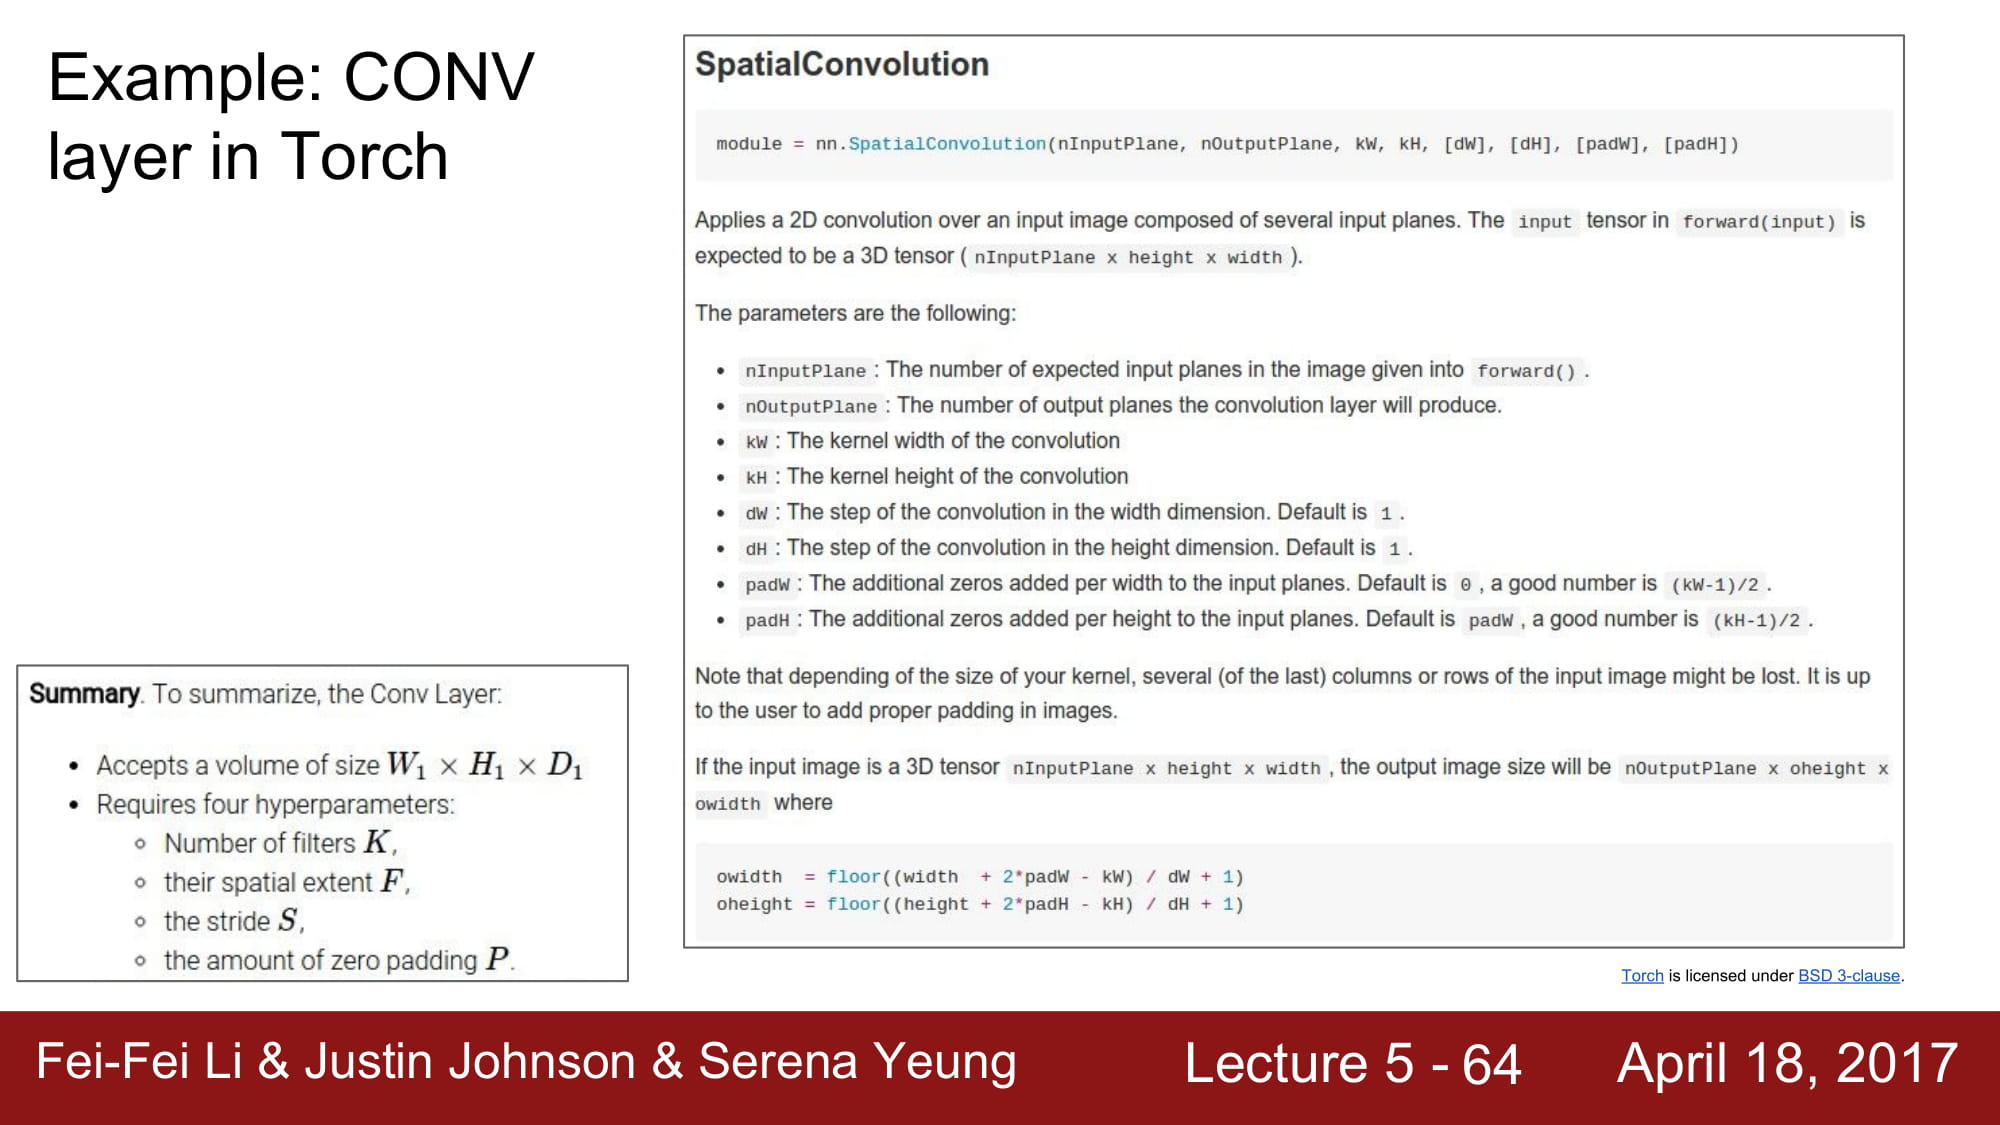 Example: CONV
layer in Torch
SpatialConvolution
module = nn.SpatialConvolution(nInputPlane, nOutputPlane, kW, kH, [dW], [dH], [padW], [padH])
Applies a 2D convolution over an input image composed of several input planes. The input tensor in forward(input) is
expected to be a 3D tensor ( nInputPlane x height x width ).
The parameters are the following:
• nInputPlane : The number of expected input planes in the image given into forward() .
• nOutputPlane : The number of output planes the convolution layer will produce.
• kW : The kernel width of the convolution
• kH : The kernel height of the convolution
• dW : The step of the convolution in the width dimension. Default is 1 .
• dH : The step of the convolution in the height dimension. Default is 1 .
• padW : The additional zeros added per width to the input planes. Default is 0 , a good number is (kW-1)/2 .
• padH : The additional zeros added per height to the input planes. Default is padW , a good number is (kH-1)/2 .
Note that depending of the size of your kernel, several (of the last) columns or rows of the input image might be lost. It is up
to the user to add proper padding in images.
If the input image is a 3D tensor nInputPlane x height x width , the output image size will be nOutputPlane x oheight x
owidth where
owidth = floor((width + 2*padW - kW) / dW + 1)
oheight = floor((height + 2*padH - kH) / dH + 1)
Summary. To summarize, the Conv Layer:
• Accepts a volume of size W₁ × H₁ × D₁
• Requires four hyperparameters:
◦ Number of filters K,
◦ their spatial extent F,
◦ the stride S,
◦ the amount of zero padding P.
Torch is licensed under BSD 3-clause.
Fei-Fei Li & Justin Johnson & Serena Yeung Lecture 5 - 64 April 18, 2017